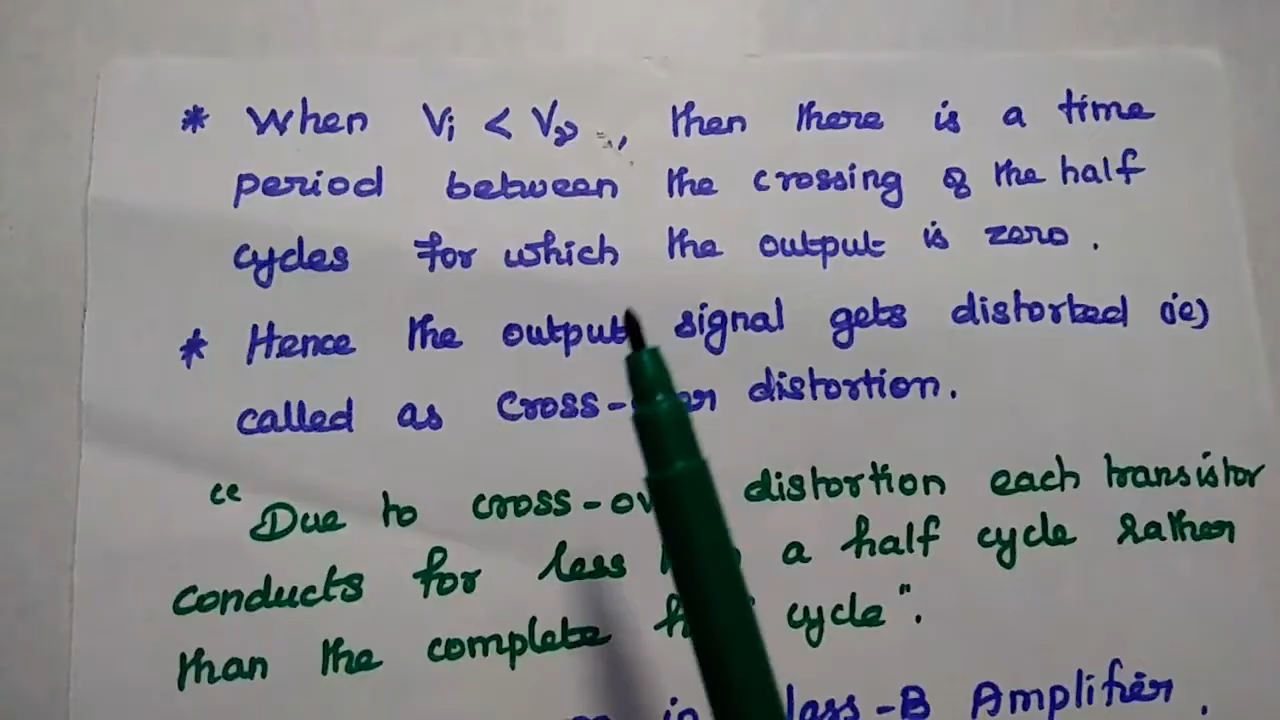 * When Vi < Vγ, then there is a time
period between the crossing of the half
cycles for which the output is zero.
* Hence the output signal gets distorted (ie)
called as cross- distortion.
"Due to cross- distortion each transistor
conducts for less a half cycle rather
than the complete cycle".
in Class-B Amplifier.